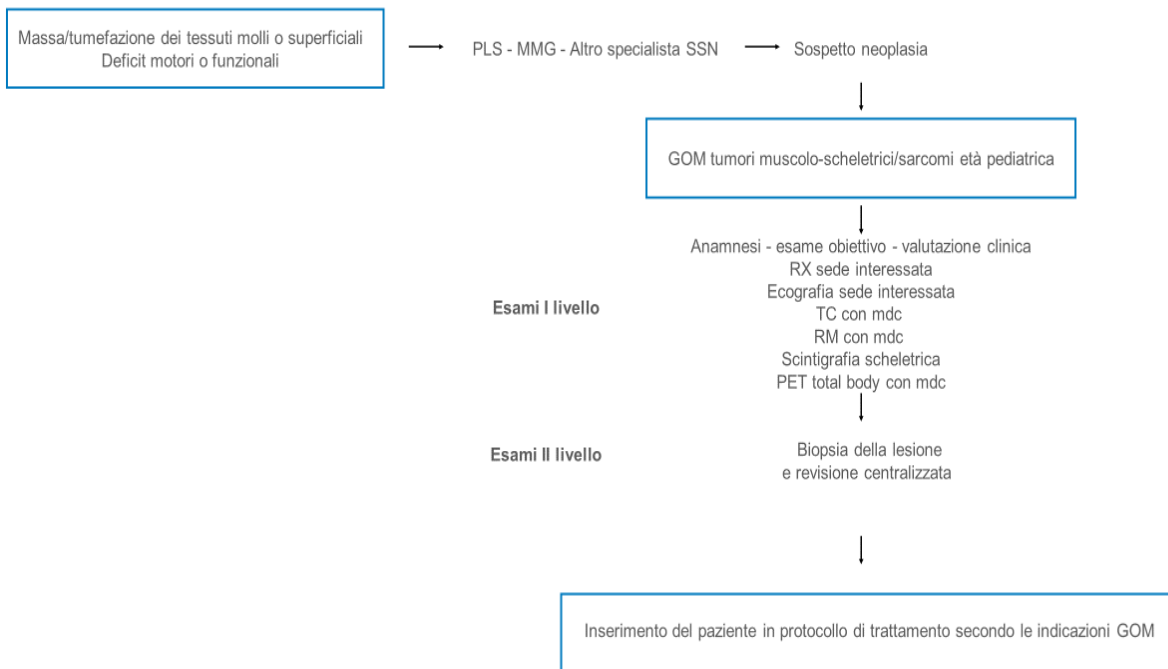 Massa/tumefazione dei tessuti molli o superficiali
Deficit motori o funzionali
PLS - MMG - Altro specialista SSN
Sospetto neoplasia
GOM tumori muscolo-scheletrici/sarcomi età pediatrica
Anamnesi - esame obiettivo - valutazione clinica
RX sede interessata
Ecografia sede interessata
Esami I livello
TC con mdc
RM con mdc
Scintigrafia scheletrica
PET total body con mdc
Esami II livello
Biopsia della lesione
e revisione centralizzata
Inserimento del paziente in protocollo di trattamento secondo le indicazioni GOM